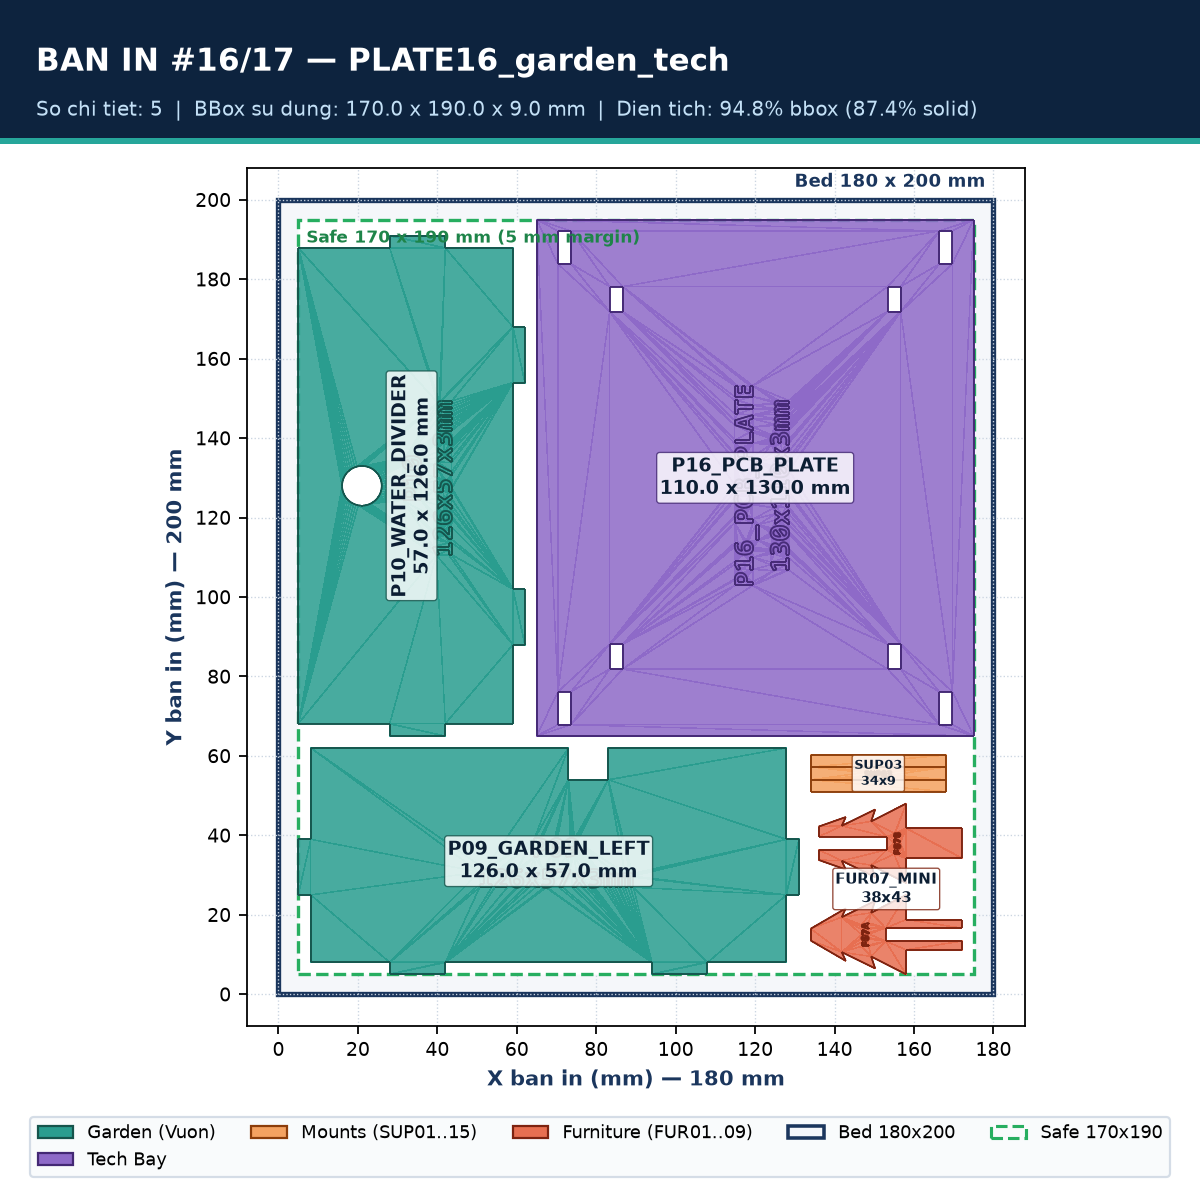 BAN IN #16/17 — PLATE16_garden_tech
So chi tiet: 5 | BBox su dung: 170.0 x 190.0 x 9.0 mm | Dien tich: 94.8% bbox (87.4% solid)
Bed 180 x 200 mm
Safe 170 x 190 mm (5 mm margin)
P10_WATER_DIVIDER
57.0 x 126.0 mm
126x57x3mm
P16_PCB_PLATE
110.0 x 130.0 mm
P09_GARDEN_LEFT
126.0 x 57.0 mm
SUP03
34x9
FUR07_MINI
38x43
200
180
160
140
120
100
80
60
40
20
0
Y ban in (mm) — 200 mm
0 20 40 60 80 100 120 140 160 180
X ban in (mm) — 180 mm
Garden (Vuon)
Mounts (SUP01..15)
Furniture (FUR01..09)
Bed 180x200
Safe 170x190
Tech Bay